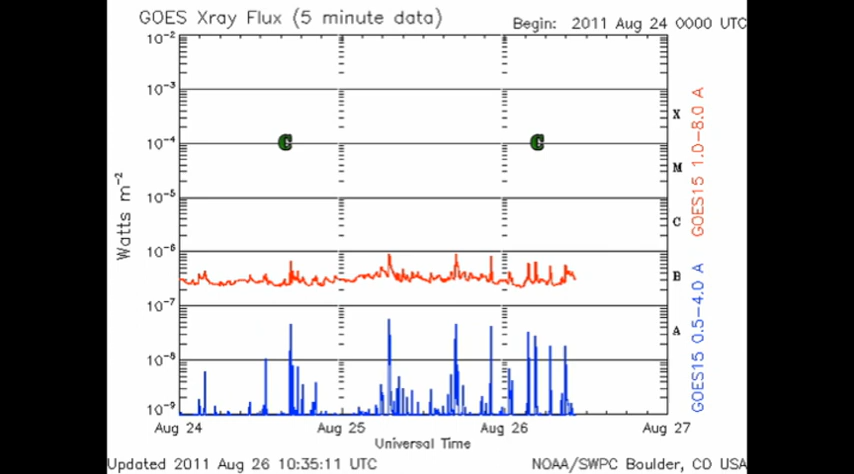 GOES Xray Flux (5 minute data)
Begin: 2011 Aug 24 0000 UTC
10-2
10-3
10-4
10-5
10-6
10-7
10-8
10-9
Watts m-2
C
C
X
M
C
B
A
GOES15 1.0-8.0 A
GOES15 0.5-4.0 A
Aug 24
Aug 25
Aug 26
Aug 27
Universal Time
Updated 2011 Aug 26 10:35:11 UTC
NOAA/SWPC Boulder, CO USA